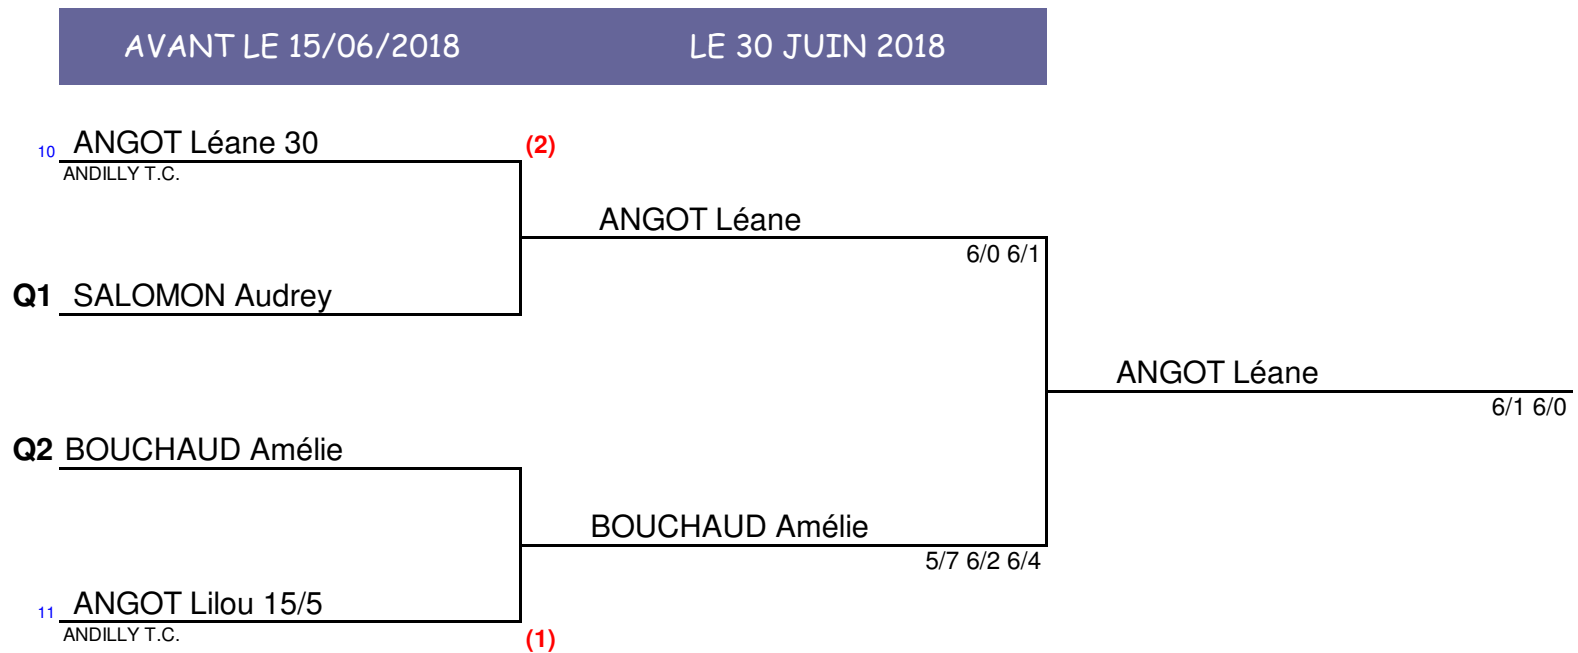 AVANT LE 15/06/2018 LE 30 JUIN 2018
10 ANGOT Léane 30 (2)
ANDILLY T.C.
ANGOT Léane
6/0 6/1
Q1 SALOMON Audrey
ANGOT Léane
6/1 6/0
Q2 BOUCHAUD Amélie
BOUCHAUD Amélie
5/7 6/2 6/4
11 ANGOT Lilou 15/5
ANDILLY T.C. (1)